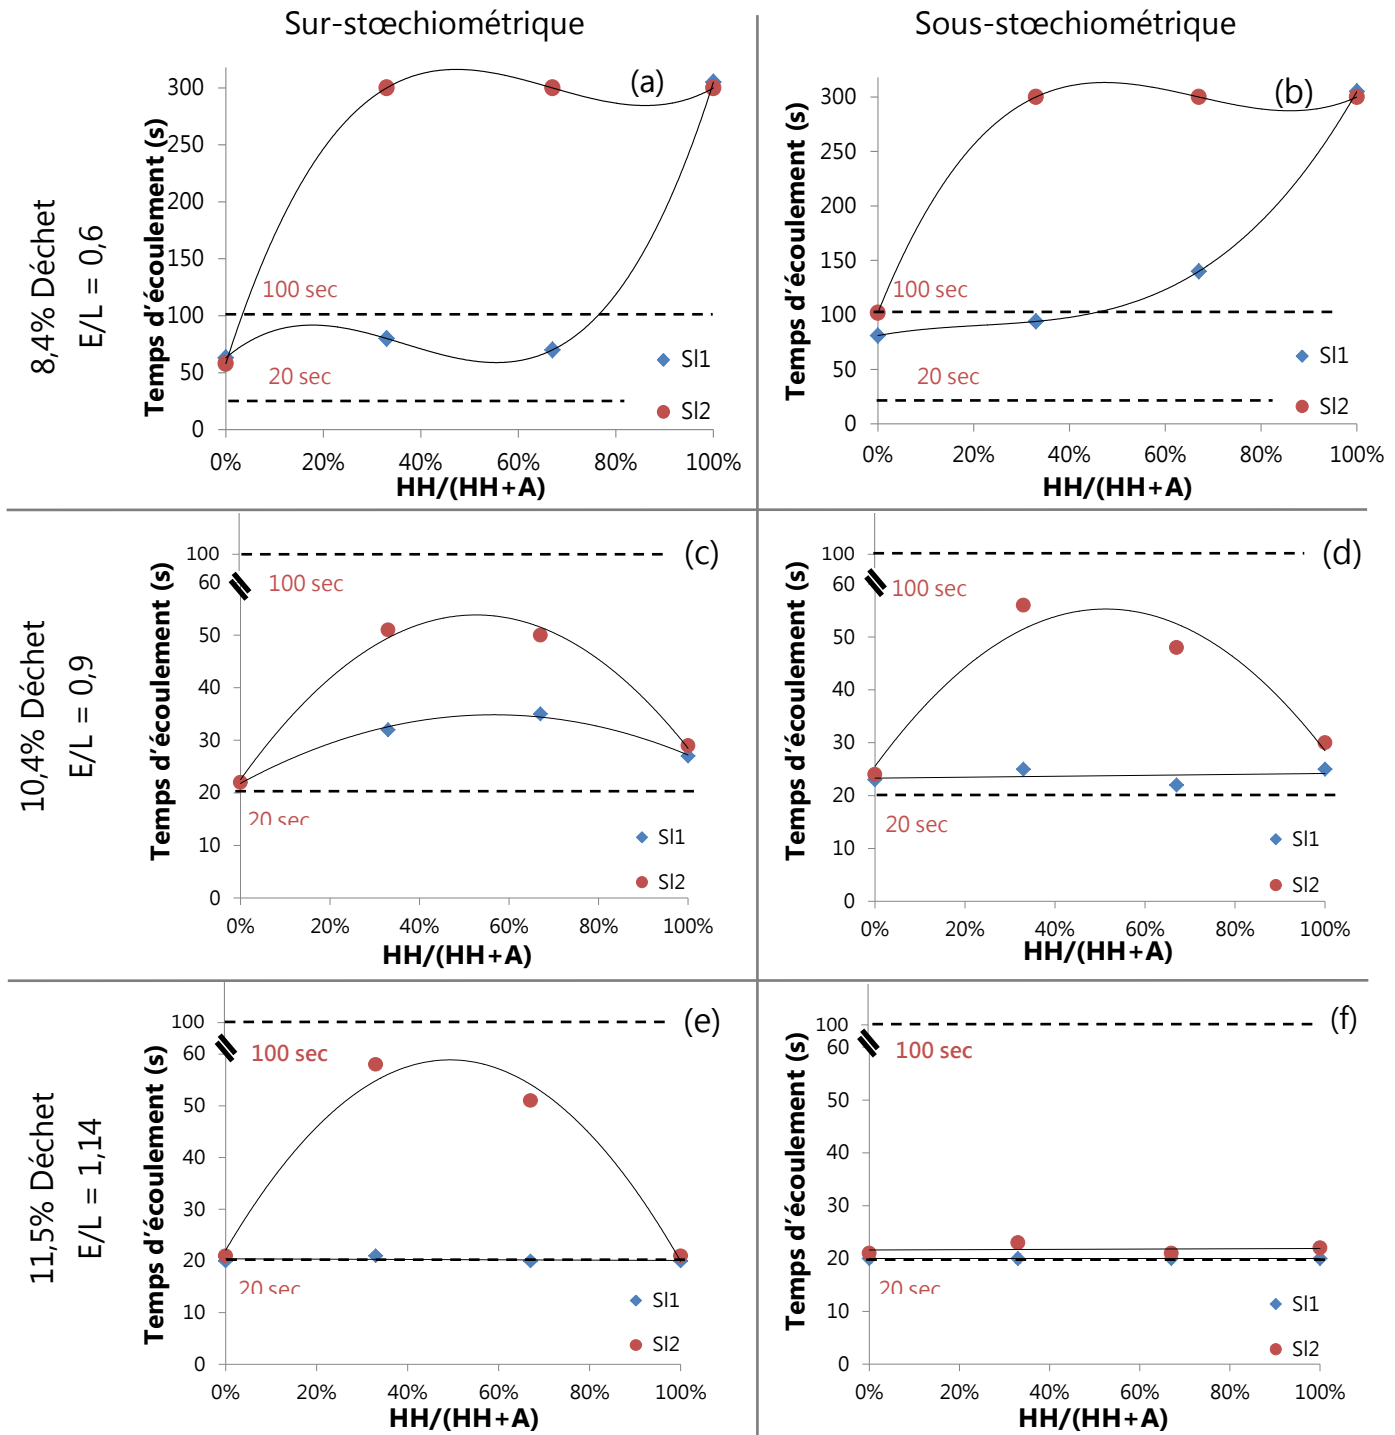 Sur-stœchiométrique
Sous-stœchiométrique
8,4% Déchet
E/L = 0,6
Temps d’écoulement (s)
300
250
200
150
100
50
0
(a)
100 sec
20 sec
Sl1
Sl2
0%
20%
40%
60%
80%
100%
HH/(HH+A)
Temps d’écoulement (s)
300
250
200
150
100
50
0
(b)
100 sec
20 sec
Sl1
Sl2
0%
20%
40%
60%
80%
100%
HH/(HH+A)
10,4% Déchet
E/L = 0,9
Temps d’écoulement (s)
100
60
50
40
30
20
10
0
(c)
100 sec
20 sec
Sl1
Sl2
0%
20%
40%
60%
80%
100%
HH/(HH+A)
Temps d’écoulement (s)
100
60
50
40
30
20
10
0
(d)
100 sec
20 sec
Sl1
Sl2
0%
20%
40%
60%
80%
100%
HH/(HH+A)
11,5% Déchet
E/L = 1,14
Temps d’écoulement (s)
100
60
50
40
30
20
10
0
(e)
100 sec
20 sec
Sl1
Sl2
0%
20%
40%
60%
80%
100%
HH/(HH+A)
Temps d’écoulement (s)
100
60
50
40
30
20
10
0
(f)
100 sec
20 sec
Sl1
Sl2
0%
20%
40%
60%
80%
100%
HH/(HH+A)